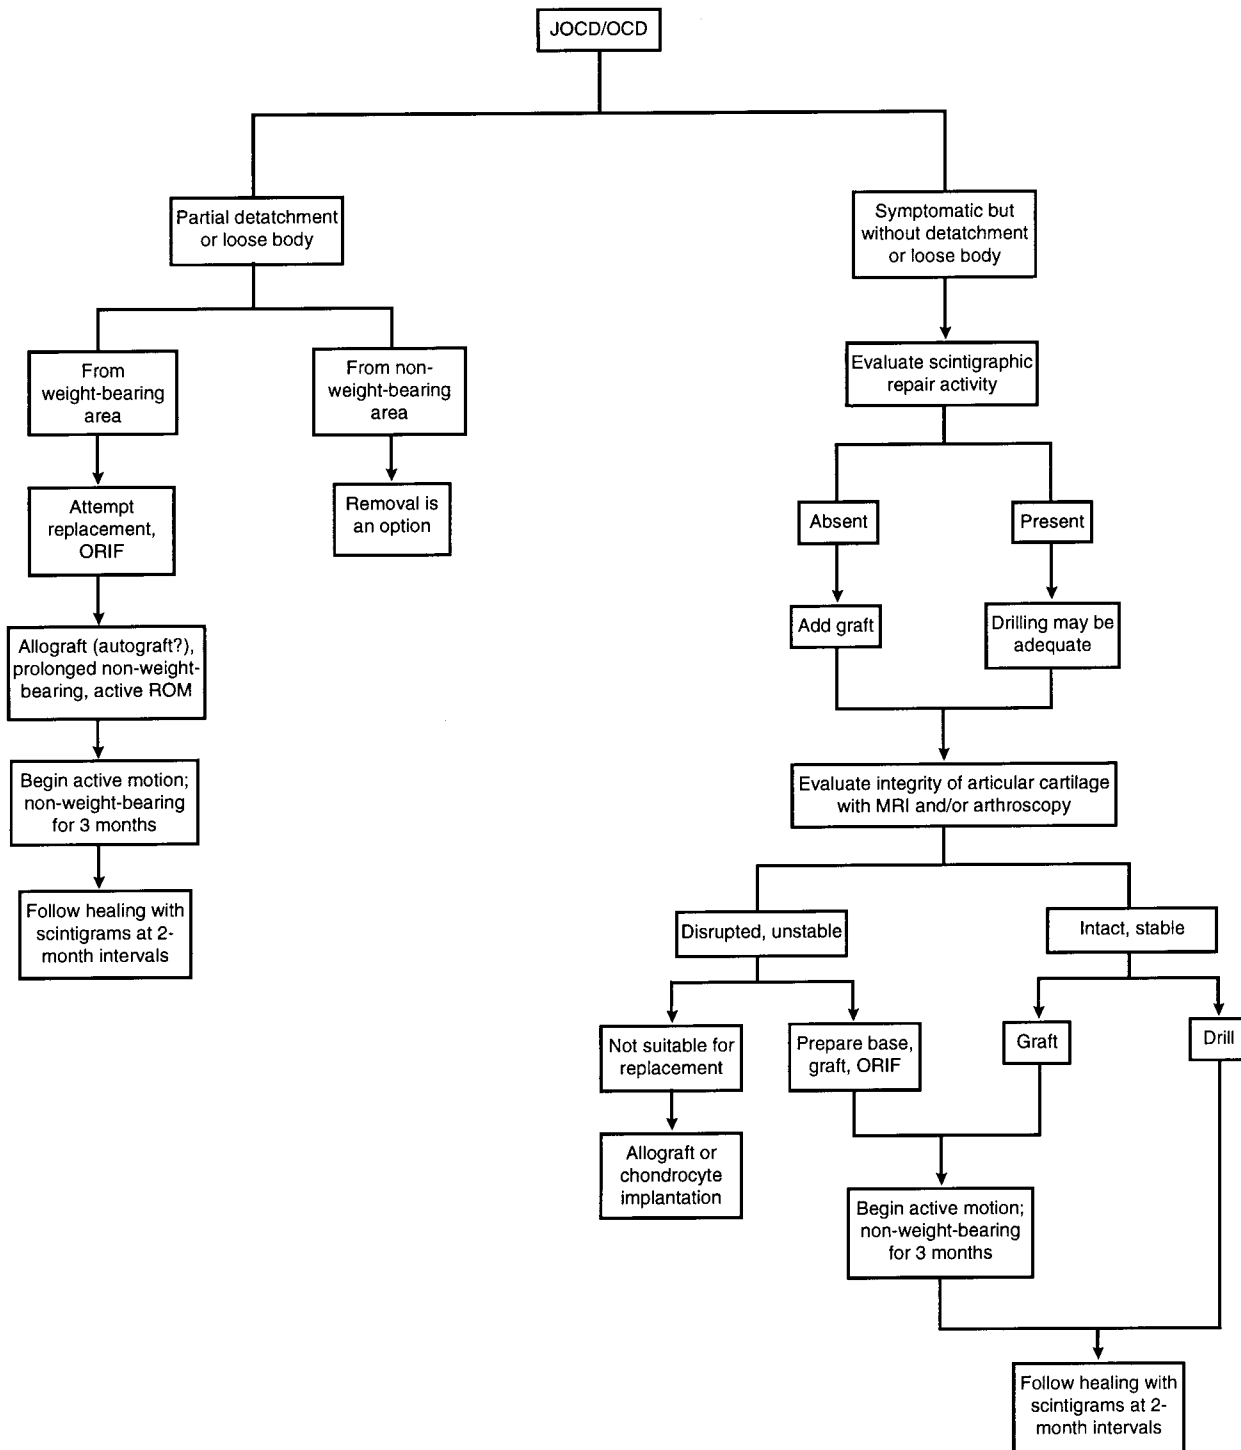 JOCD/OCD
Partial detatchment
or loose body
Symptomatic but
without detatchment
or loose body
From
weight-bearing
area
From non-
weight-bearing
area
Evaluate scintigraphic
repair activity
Attempt
replacement,
ORIF
Removal is
an option
Absent
Present
Allograft (autograft?),
prolonged non-weight-
bearing, active ROM
Add graft
Drilling may be
adequate
Begin active motion;
non-weight-bearing
for 3 months
Evaluate integrity of articular cartilage
with MRI and/or arthroscopy
Follow healing with
scintigrams at 2-
month intervals
Disrupted, unstable
Intact, stable
Not suitable for
replacement
Prepare base,
graft, ORIF
Graft
Drill
Allograft or
chondrocyte
implantation
Begin active motion;
non-weight-bearing
for 3 months
Follow healing with
scintigrams at 2-
month intervals